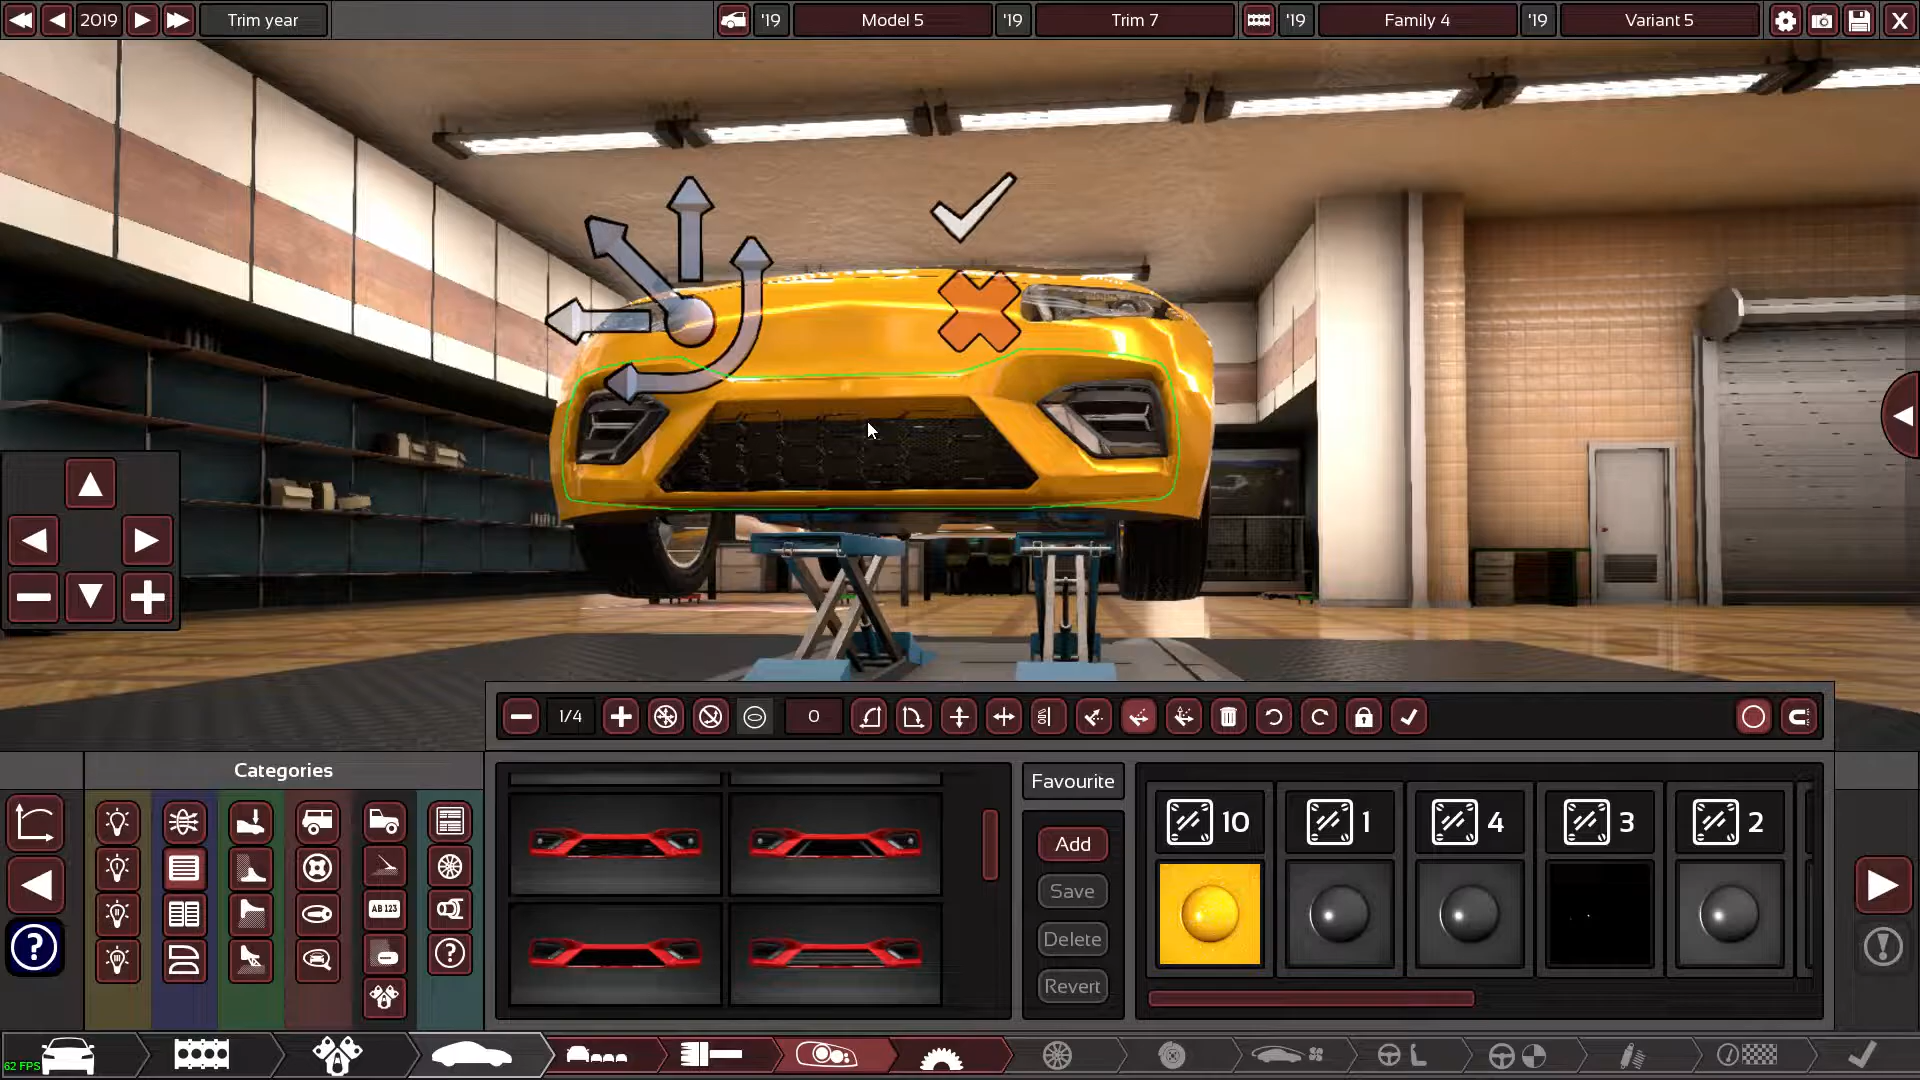 2019
Trim year
'19
Model 5
'19
Trim 7
'19
Family 4
'19
Variant 5
1/4
0
Categories
AB 123
Favourite
Add
Save
Delete
Revert
10
1
4
3
2
62 FPS